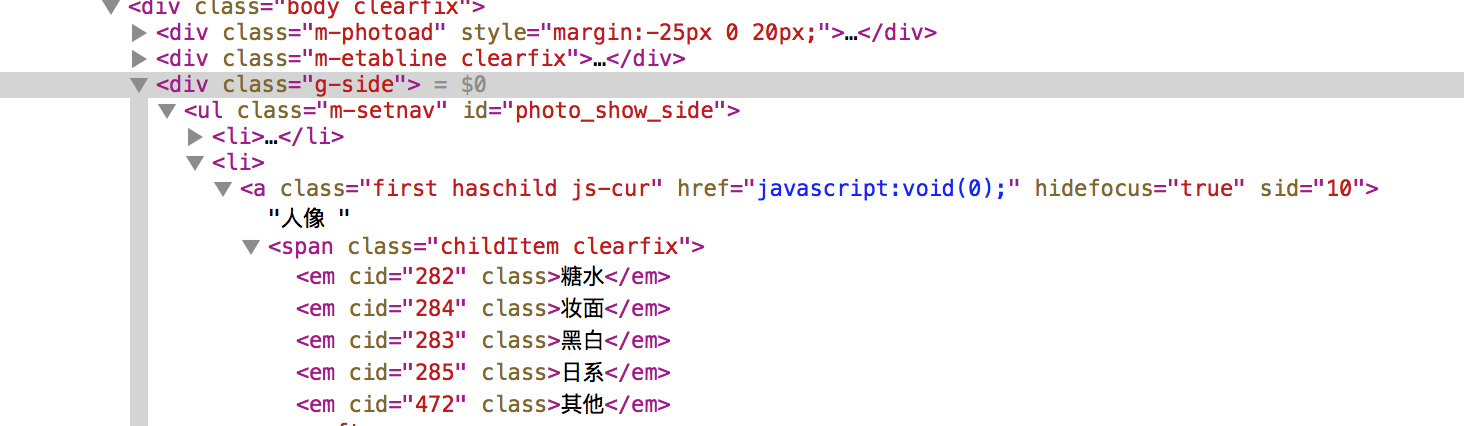 <div class="body clearfix">
<div class="m-photoad" style="margin:-25px 0 20px;">…</div>
<div class="m-etabline clearfix">…</div>
<div class="g-side"> = $0
<ul class="m-setnav" id="photo_show_side">
<li>…</li>
<li>
<a class="first haschild js-cur" href="javascript:void(0);" hidefocus="true" sid="10">
"人像 "
<span class="childItem clearfix">
<em cid="282" class>糖水</em>
<em cid="284" class>妆面</em>
<em cid="283" class>黑白</em>
<em cid="285" class>日系</em>
<em cid="472" class>其他</em>